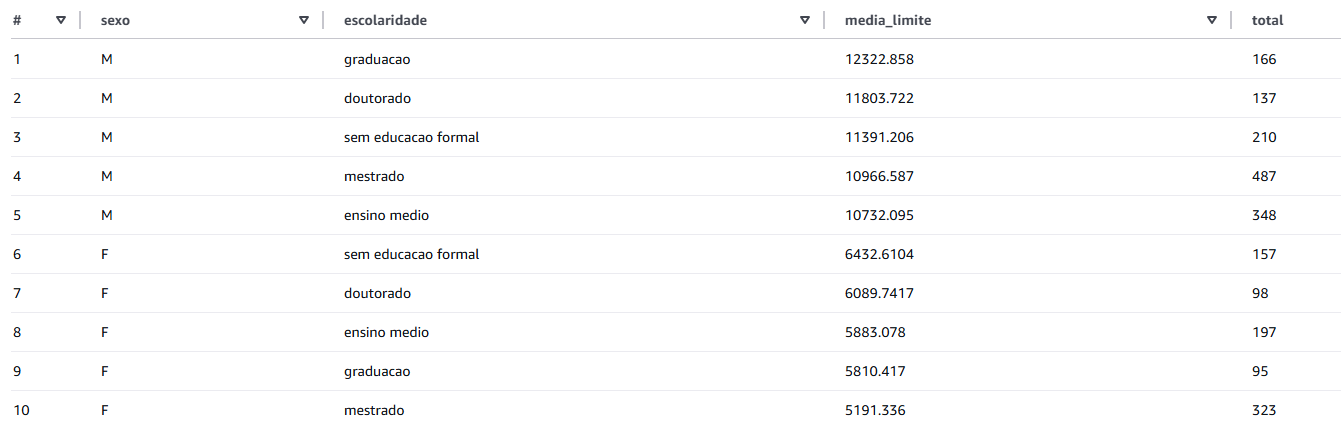 # sexo escolaridade media_limite total
1 M graduacao 12322.858 166
2 M doutorado 11803.722 137
3 M sem educacao formal 11391.206 210
4 M mestrado 10966.587 487
5 M ensino medio 10732.095 348
6 F sem educacao formal 6432.6104 157
7 F doutorado 6089.7417 98
8 F ensino medio 5883.078 197
9 F graduacao 5810.417 95
10 F mestrado 5191.336 323